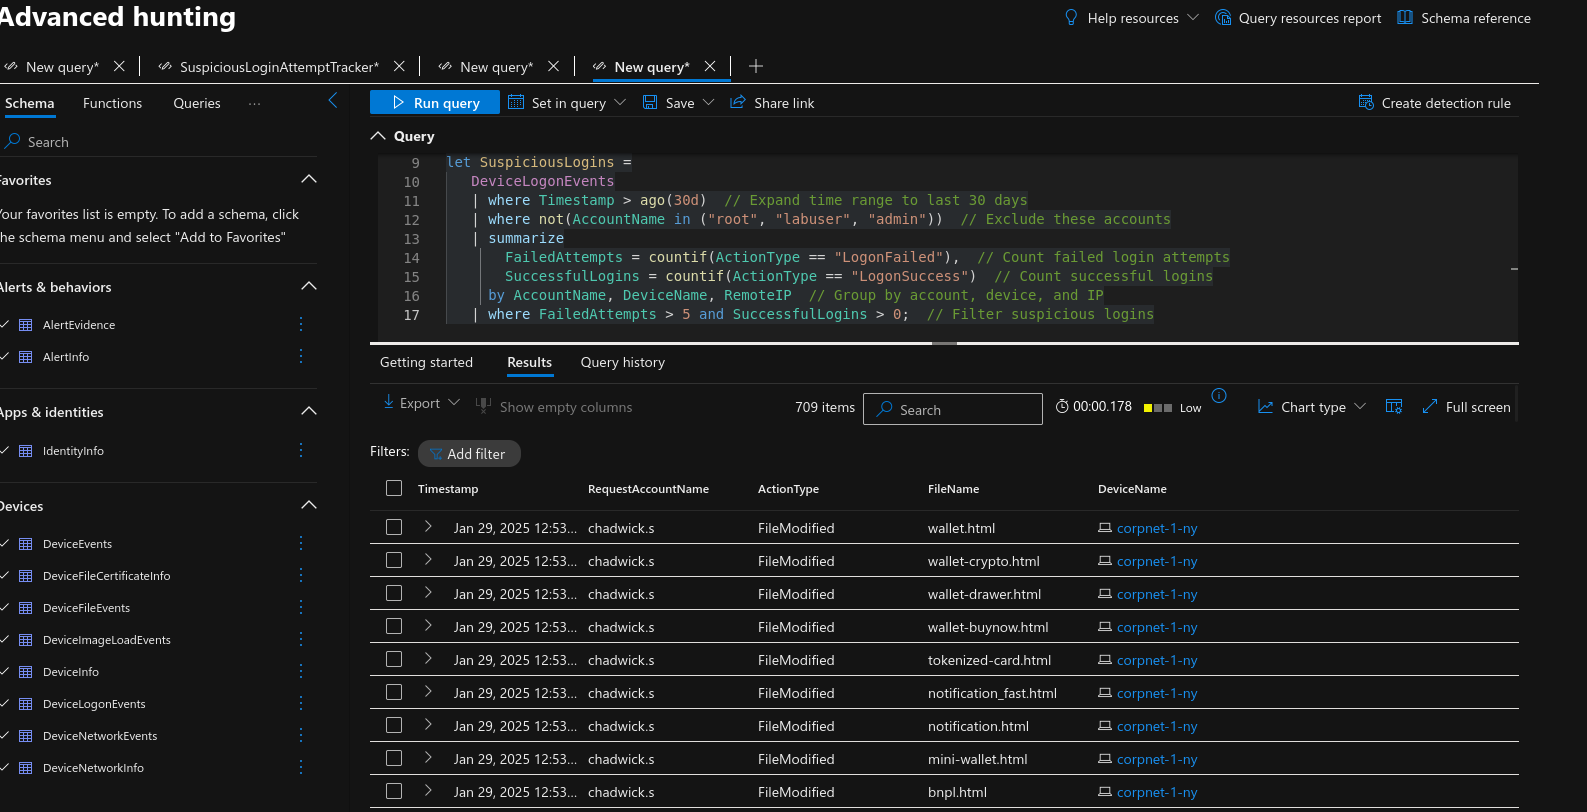 Advanced hunting
Help resources
Query resources report
Schema reference
New query*
SuspiciousLoginAttemptTracker*
New query*
New query*
Schema
Functions
Queries
...
Run query
Set in query
Save
Share link
Create detection rule
Search
Query
9 let SuspiciousLogins =
10 DeviceLogonEvents
11 | where Timestamp > ago(30d) // Expand time range to last 30 days
12 | where not(AccountName in ("root", "labuser", "admin")) // Exclude these accounts
13 | summarize
14 FailedAttempts = countif(ActionType == "LogonFailed"), // Count failed login attempts
15 SuccessfulLogins = countif(ActionType == "LogonSuccess") // Count successful logins
16 by AccountName, DeviceName, RemoteIP // Group by account, device, and IP
17 | where FailedAttempts > 5 and SuccessfulLogins > 0; // Filter suspicious logins
Favorites
Your favorites list is empty. To add a schema, click
the schema menu and select "Add to Favorites"
Alerts & behaviors
AlertEvidence
AlertInfo
Apps & identities
IdentityInfo
Devices
DeviceEvents
DeviceFileCertificateInfo
DeviceFileEvents
DeviceImageLoadEvents
DeviceInfo
DeviceLogonEvents
DeviceNetworkEvents
DeviceNetworkInfo
Getting started
Results
Query history
Export
Show empty columns
709 items
Search
00:00.178
Low
Chart type
Full screen
Filters:
Add filter
Timestamp RequestAccountName ActionType FileName DeviceName
Jan 29, 2025 12:53... chadwick.s FileModified wallet.html corpnet-1-ny
Jan 29, 2025 12:53... chadwick.s FileModified wallet-crypto.html corpnet-1-ny
Jan 29, 2025 12:53... chadwick.s FileModified wallet-drawer.html corpnet-1-ny
Jan 29, 2025 12:53... chadwick.s FileModified wallet-buynow.html corpnet-1-ny
Jan 29, 2025 12:53... chadwick.s FileModified tokenized-card.html corpnet-1-ny
Jan 29, 2025 12:53... chadwick.s FileModified notification_fast.html corpnet-1-ny
Jan 29, 2025 12:53... chadwick.s FileModified notification.html corpnet-1-ny
Jan 29, 2025 12:53... chadwick.s FileModified mini-wallet.html corpnet-1-ny
Jan 29, 2025 12:53... chadwick.s FileModified bnpl.html corpnet-1-ny